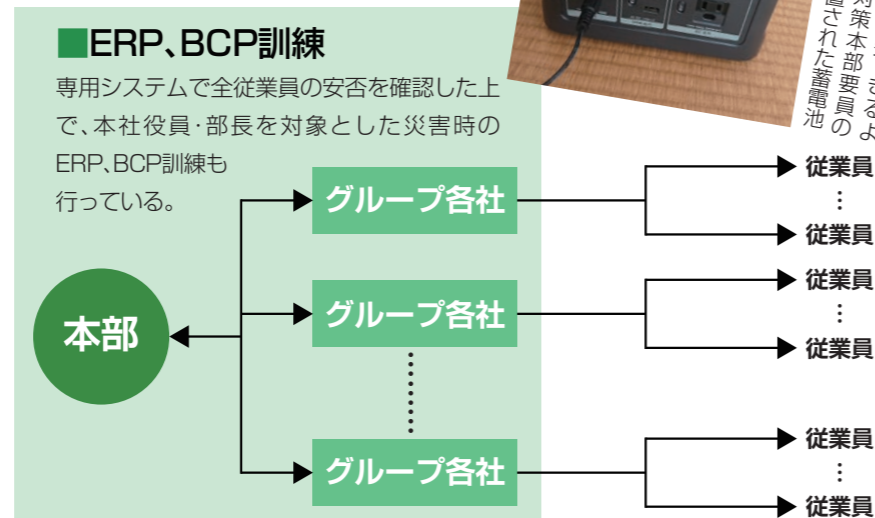 ■ERP、BCP訓練
専用システムで全従業員の安否を確認した上
で、本社役員・部長を対象とした災害時の
ERP、BCP訓練も
行っている。
対策本部要員の
置された蓄電池
本部
グループ各社
グループ各社
グループ各社
従業員
従業員
従業員
従業員
従業員
従業員